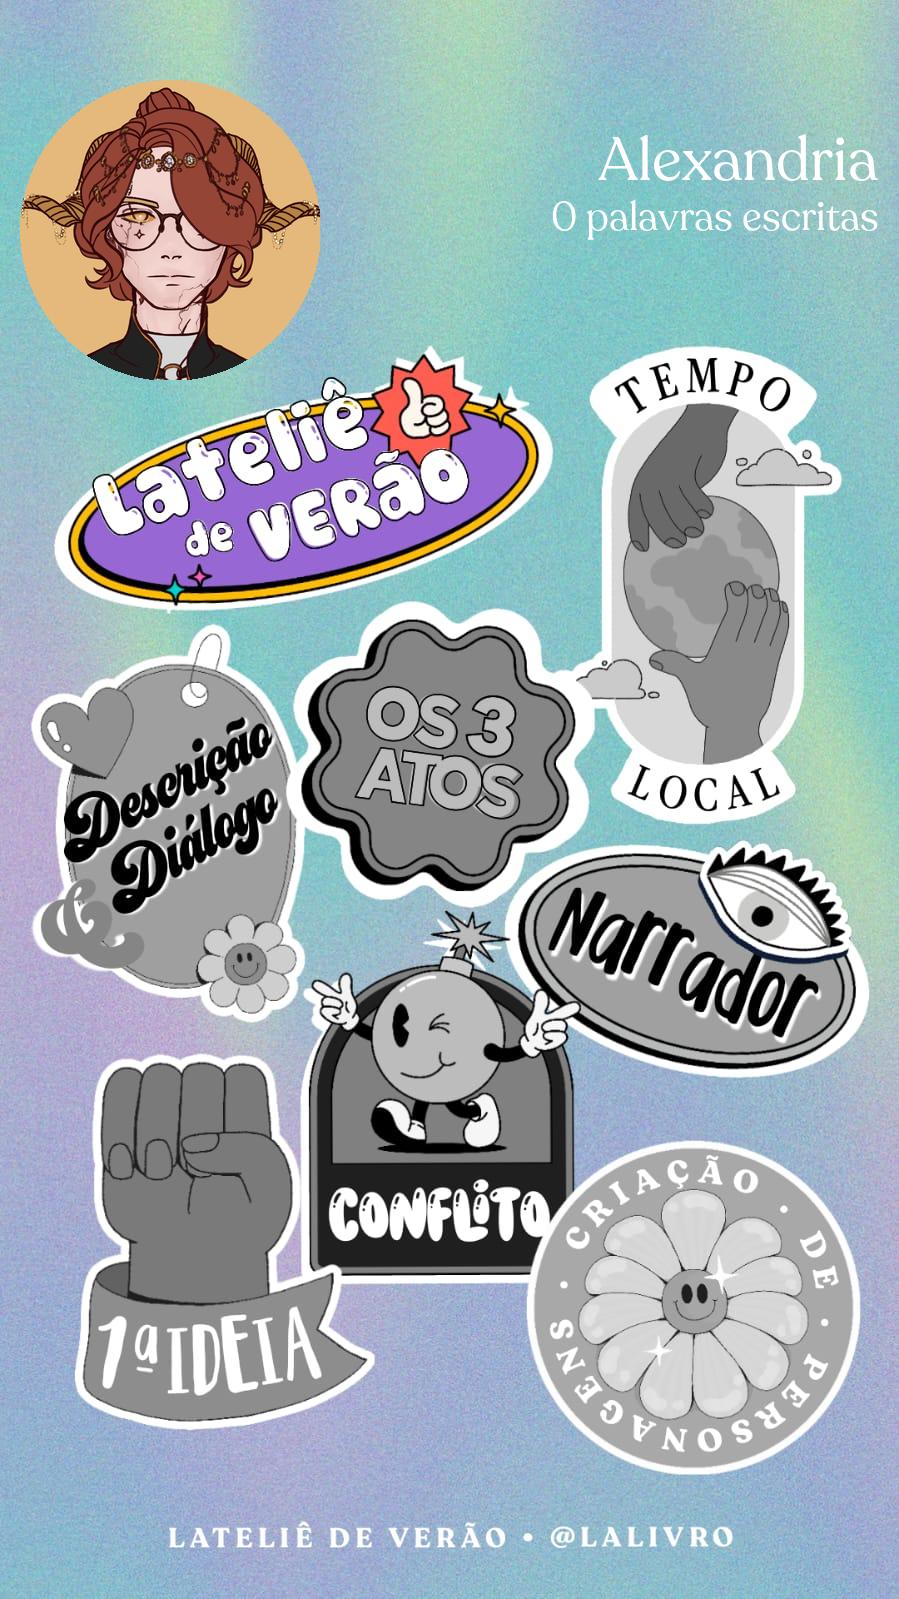 Alexandria
0 palavras escritas
Lateliê
de VERÃO
TEMPO
LOCAL
OS 3
ATOS
Descrição
Diálogo
&
Narrador
CONFLITO
1ª IDEIA
CRIAÇÃO · DE · PERSONAGENS ·
LATELIÊ DE VERÃO • @LALIVRO